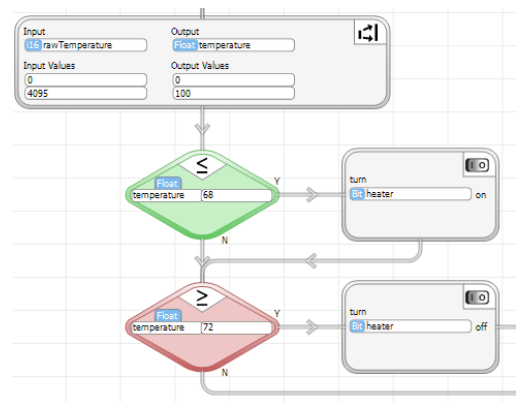 Input Output
i16 rawTemperature Float temperature
Input Values Output Values
0 0
4095 100
≤
Y
Float
temperature 68
N
turn
Bit heater on
≥
Y
Float
temperature 72
N
turn
Bit heater off
I O
I O